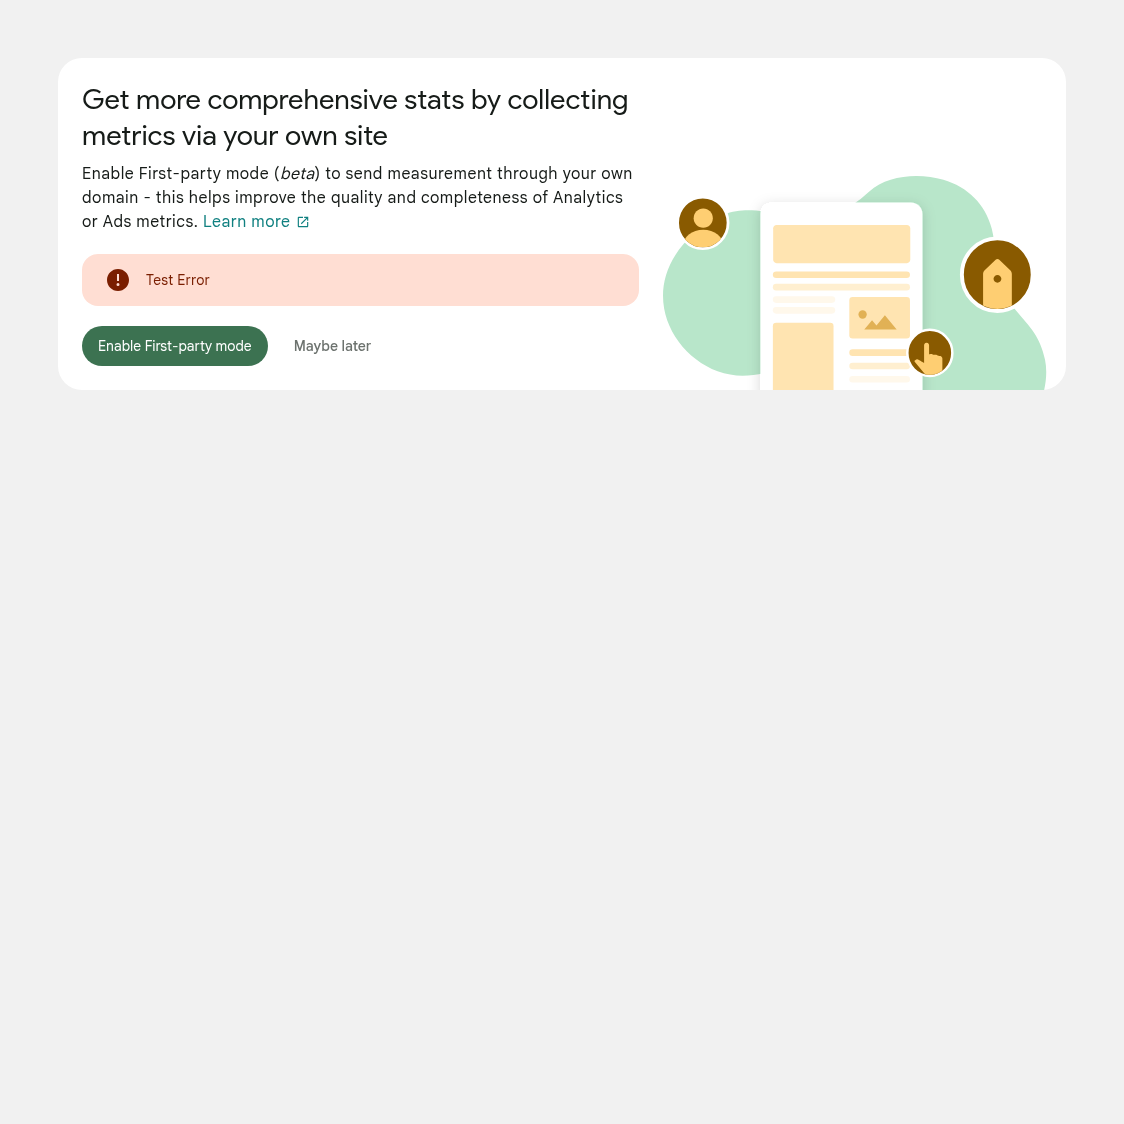 Get more comprehensive stats by collecting
metrics via your own site
Enable First-party mode (beta) to send measurement through your own
domain - this helps improve the quality and completeness of Analytics
or Ads metrics. Learn more
Test Error
Enable First-party mode
Maybe later